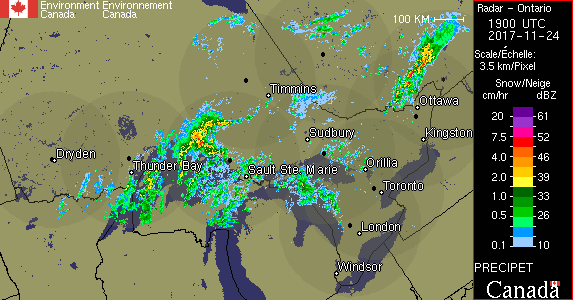 Environment Environnement
Canada Canada
100 KM
Timmins
Ottawa
Sudbury
Kingston
Dryden
Thunder Bay
Sault Ste. Marie
Orillia
Toronto
London
Windsor
Radar - Ontario
1900 UTC
2017-11-24
Scale/Échelle:
3.5 km/Pixel
Snow/Neige
cm/hr dBZ
20 61
7.5 52
4.0 46
2.0 39
1.0 33
0.5 26
0.1 10
PRECIPET
Canada